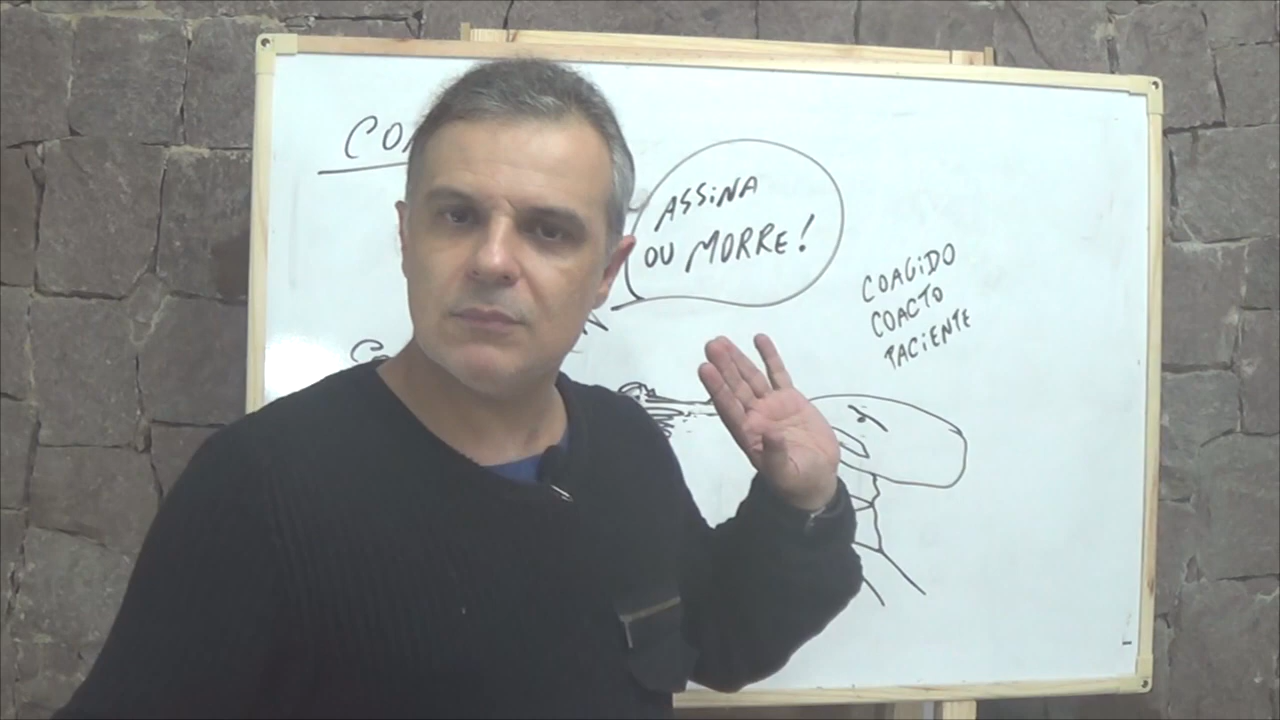 ASSINA
OU MORRE!
COAGIDO
COACTO
PACIENTE